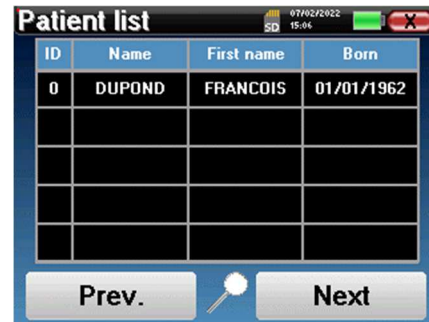 Patient list SD 07/02/2022 15:06 X
ID Name First name Born
0 DUPOND FRANCOIS 01/01/1962
Prev. Next